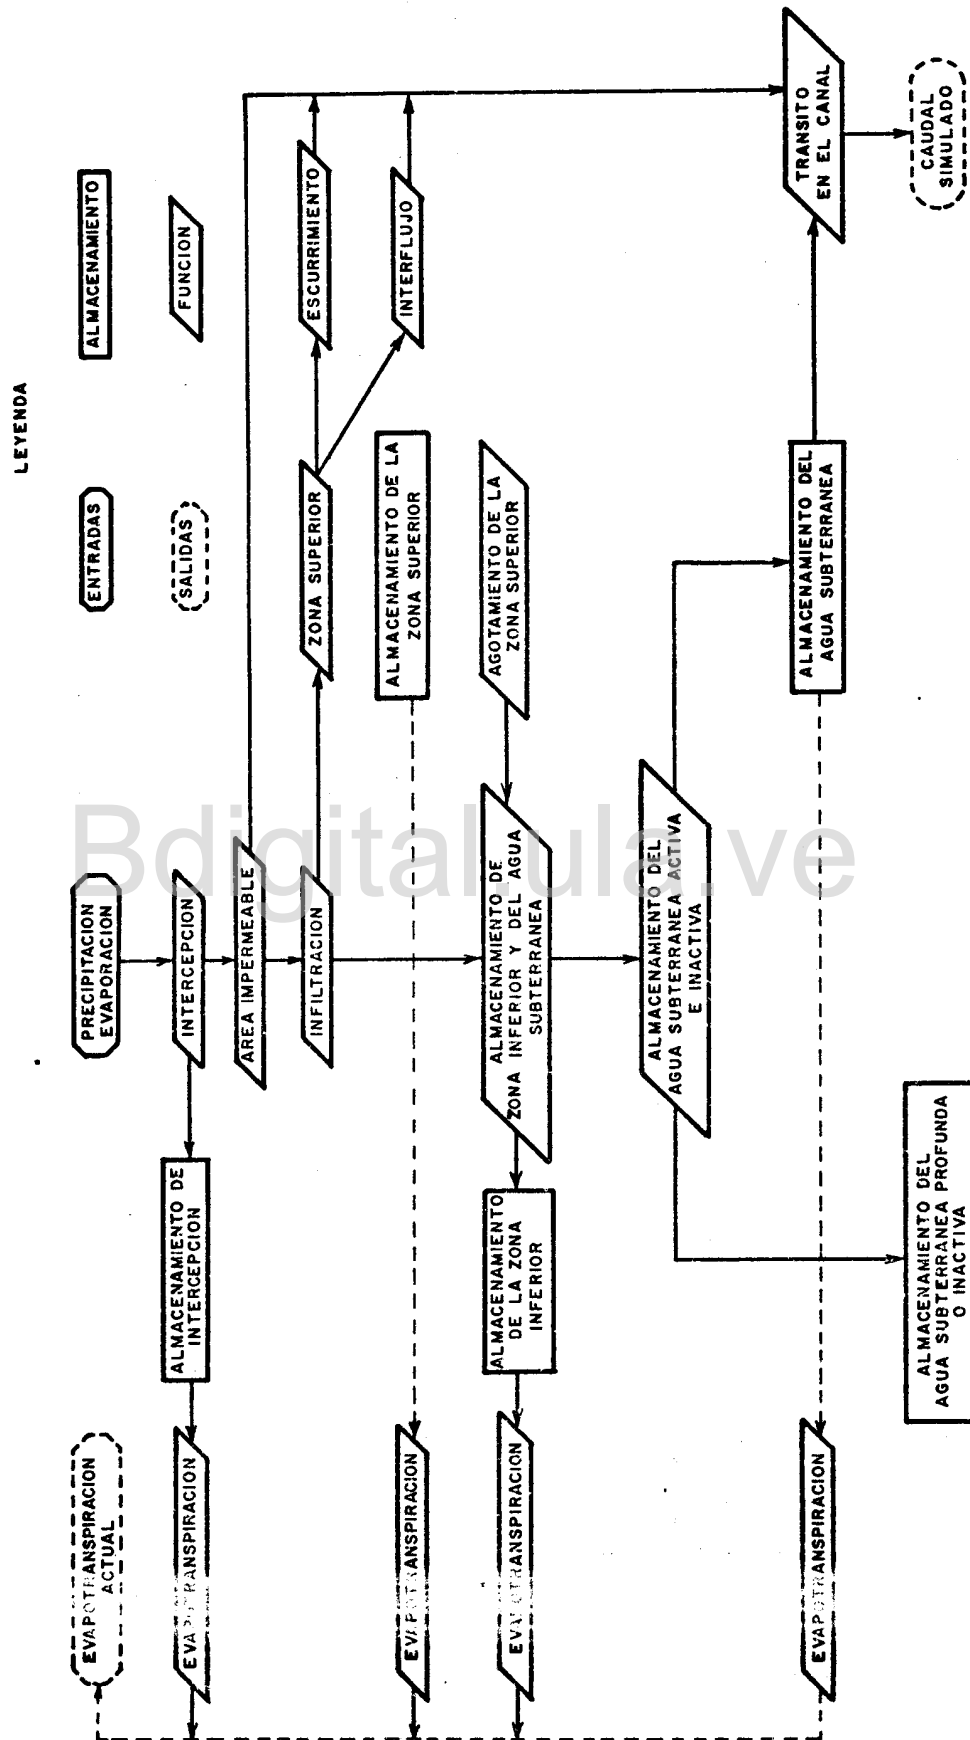 LEYENDA
ENTRADAS
ALMACENAMIENTO
SALIDAS
FUNCION
EVAPOTRANSPIRACION
ACTUAL
PRECIPITACION
EVAPORACION
EVAPOTRANSPIRACION
ALMACENAMIENTO DE
INTERCEPCION
INTERCEPCION
AREA IMPERMEABLE
INFILTRACION
ZONA SUPERIOR
ESCURRIMIENTO
INTERFLUJO
EVAPOTRANSPIRACION
ALMACENAMIENTO DE LA
ZONA SUPERIOR
EVAPOTRANSPIRACION
ALMACENAMIENTO
DE LA ZONA
INFERIOR
ALMACENAMIENTO DE
ZONA INFERIOR Y DEL AGUA
SUBTERRANEA
AGOTAMIENTO DE LA
ZONA SUPERIOR
ALMACENAMIENTO DEL
AGUA SUBTERRANEA ACTIVA
E INACTIVA
EVAPOTRANSPIRACION
ALMACENAMIENTO DEL
AGUA SUBTERRANEA
TRANSITO
EN EL CANAL
ALMACENAMIENTO DEL
AGUA SUBTERRANEA PROFUNDA
O INACTIVA
CAUDAL
SIMULADO
Bdigital.ula.ve